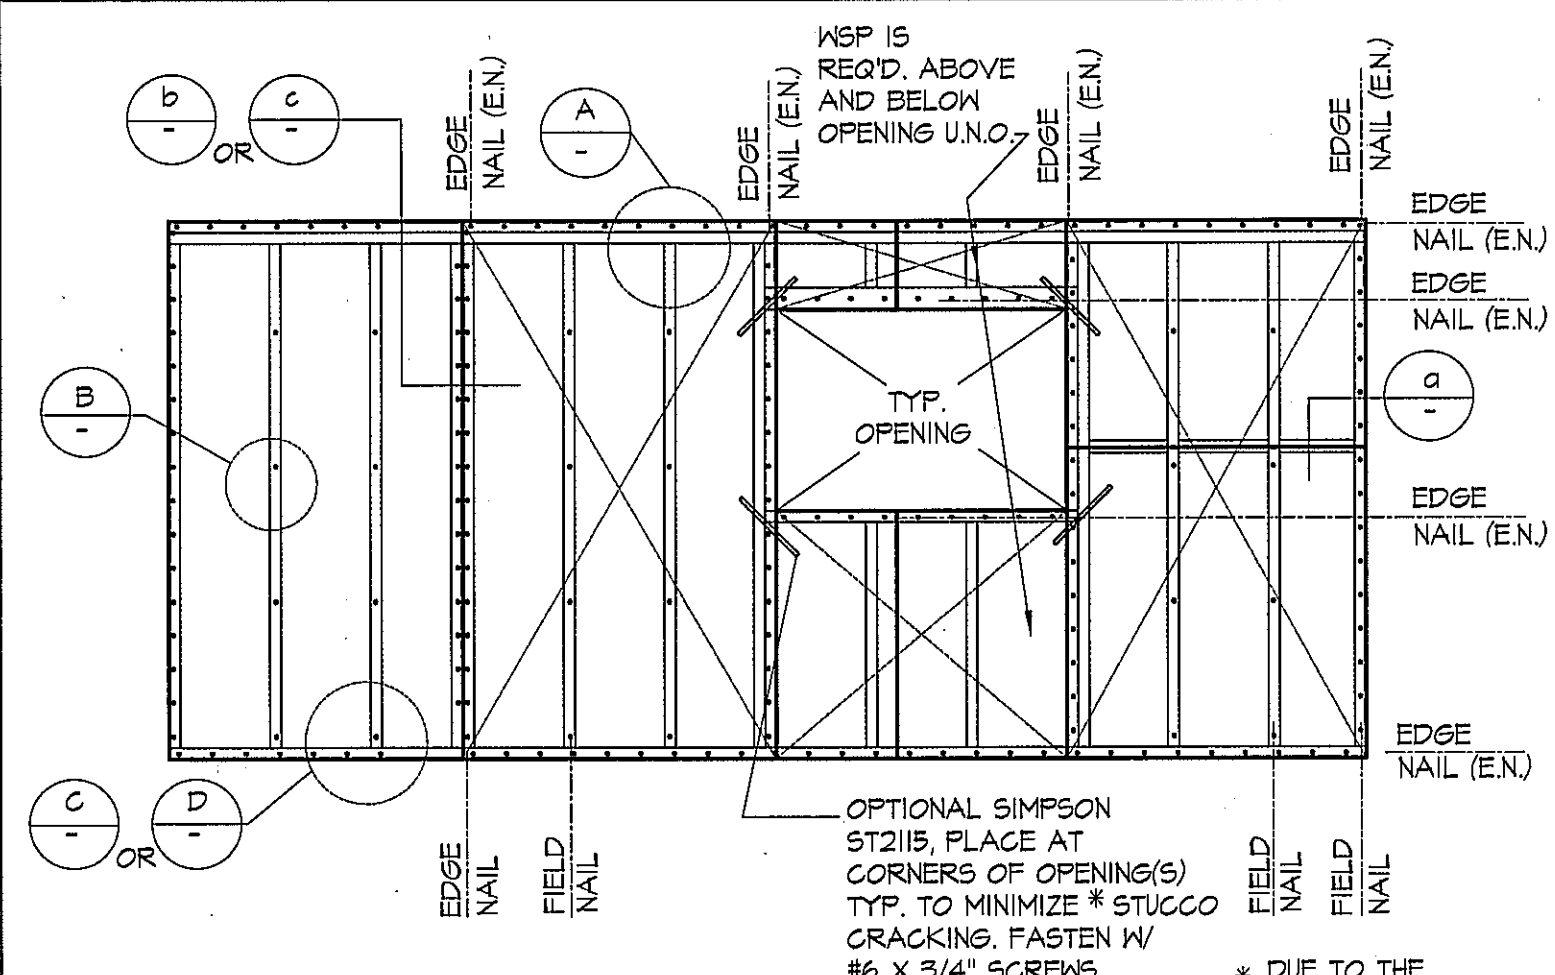 WSP IS
REQ'D. ABOVE
AND BELOW
OPENING U.N.O.
b
-
OR
c
-
A
-
EDGE
NAIL (E.N.)
EDGE
NAIL (E.N.)
EDGE
NAIL (E.N.)
EDGE
NAIL (E.N.)
EDGE
NAIL (E.N.)
EDGE
NAIL (E.N.)
B
-
TYP.
OPENING
a
-
EDGE
NAIL (E.N.)
EDGE
NAIL (E.N.)
C
-
OR
D
-
EDGE
NAIL
FIELD
NAIL
OPTIONAL SIMPSON
ST2115, PLACE AT
CORNERS OF OPENING(S)
TYP. TO MINIMIZE * STUCCO
CRACKING. FASTEN W/
#6 X 3/4" SCREWS
FIELD
NAIL
FIELD
NAIL
* DUE TO THE